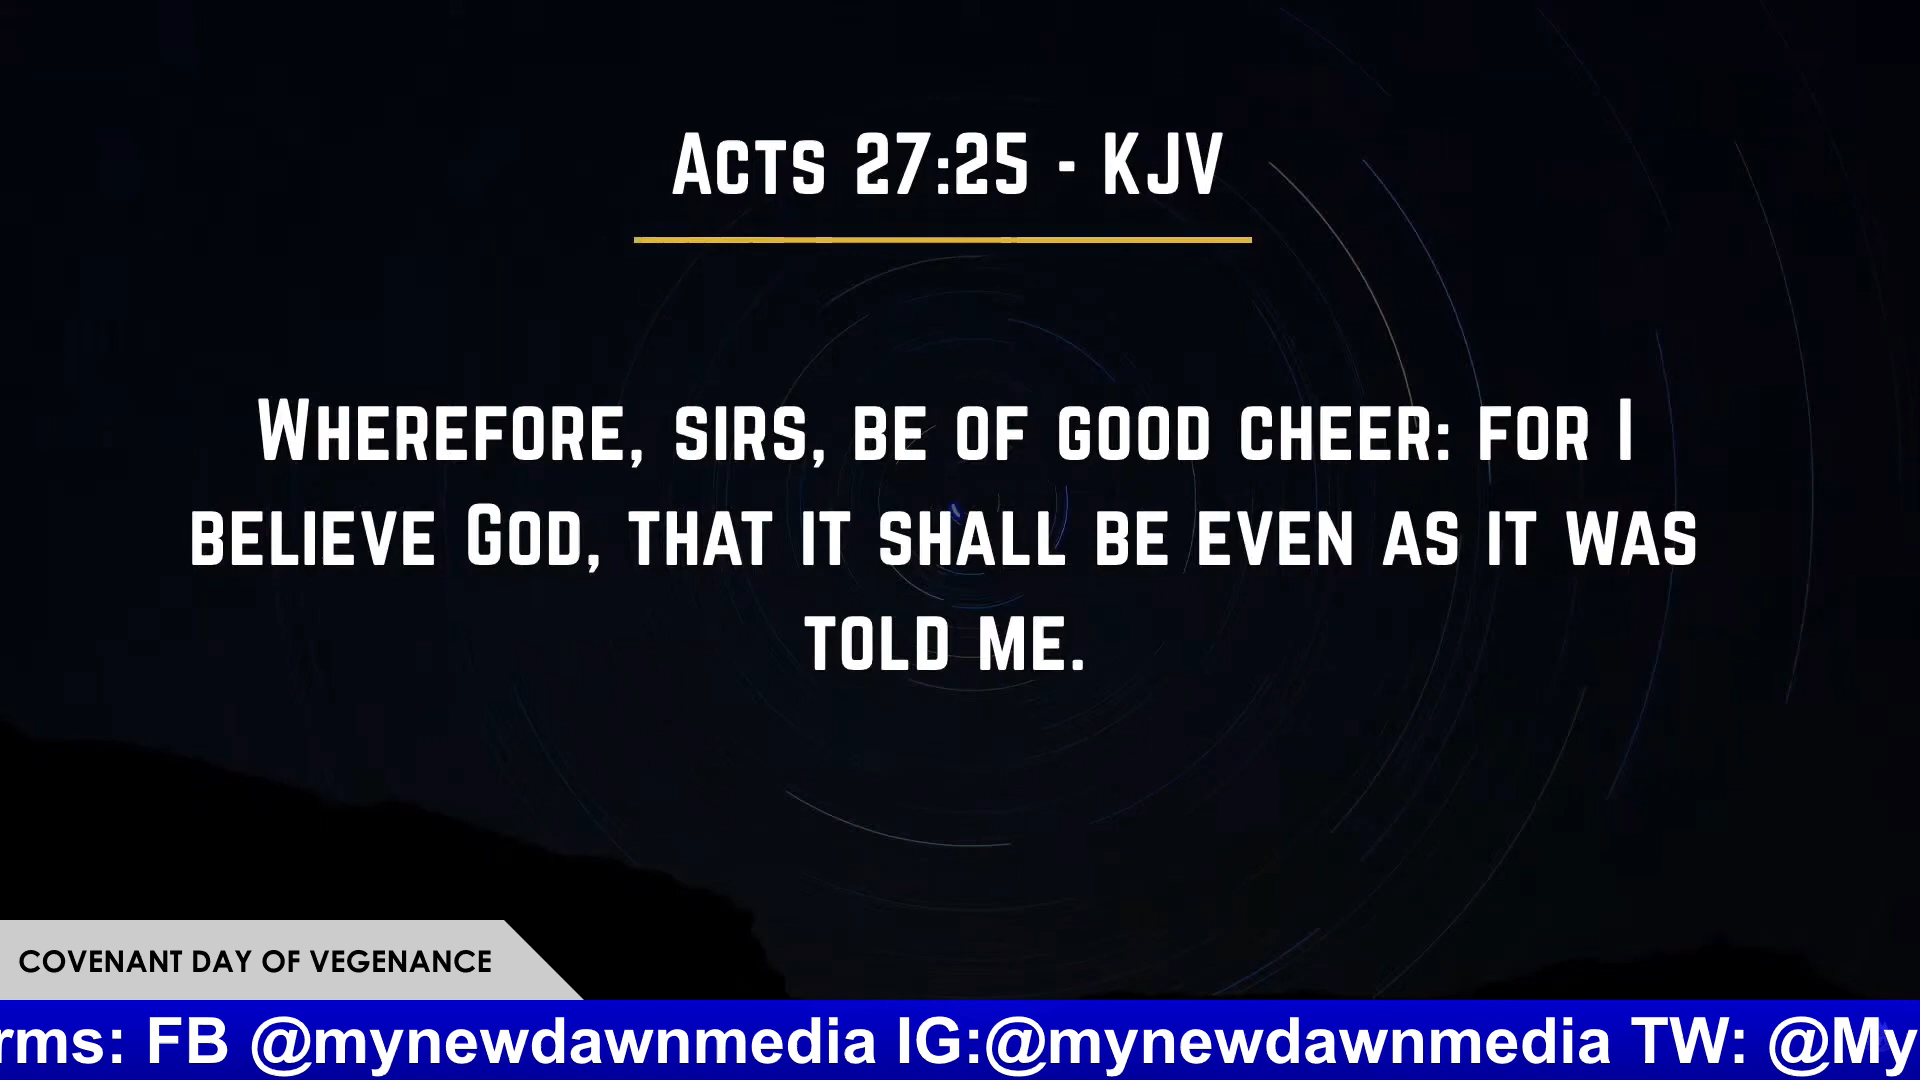 Acts 27:25 - KJV
Wherefore, sirs, be of good cheer: for I
believe God, that it shall be even as it was
told me.
COVENANT DAY OF VEGENANCE
rms: FB @mynewdawnmedia IG:@mynewdawnmedia TW: @My